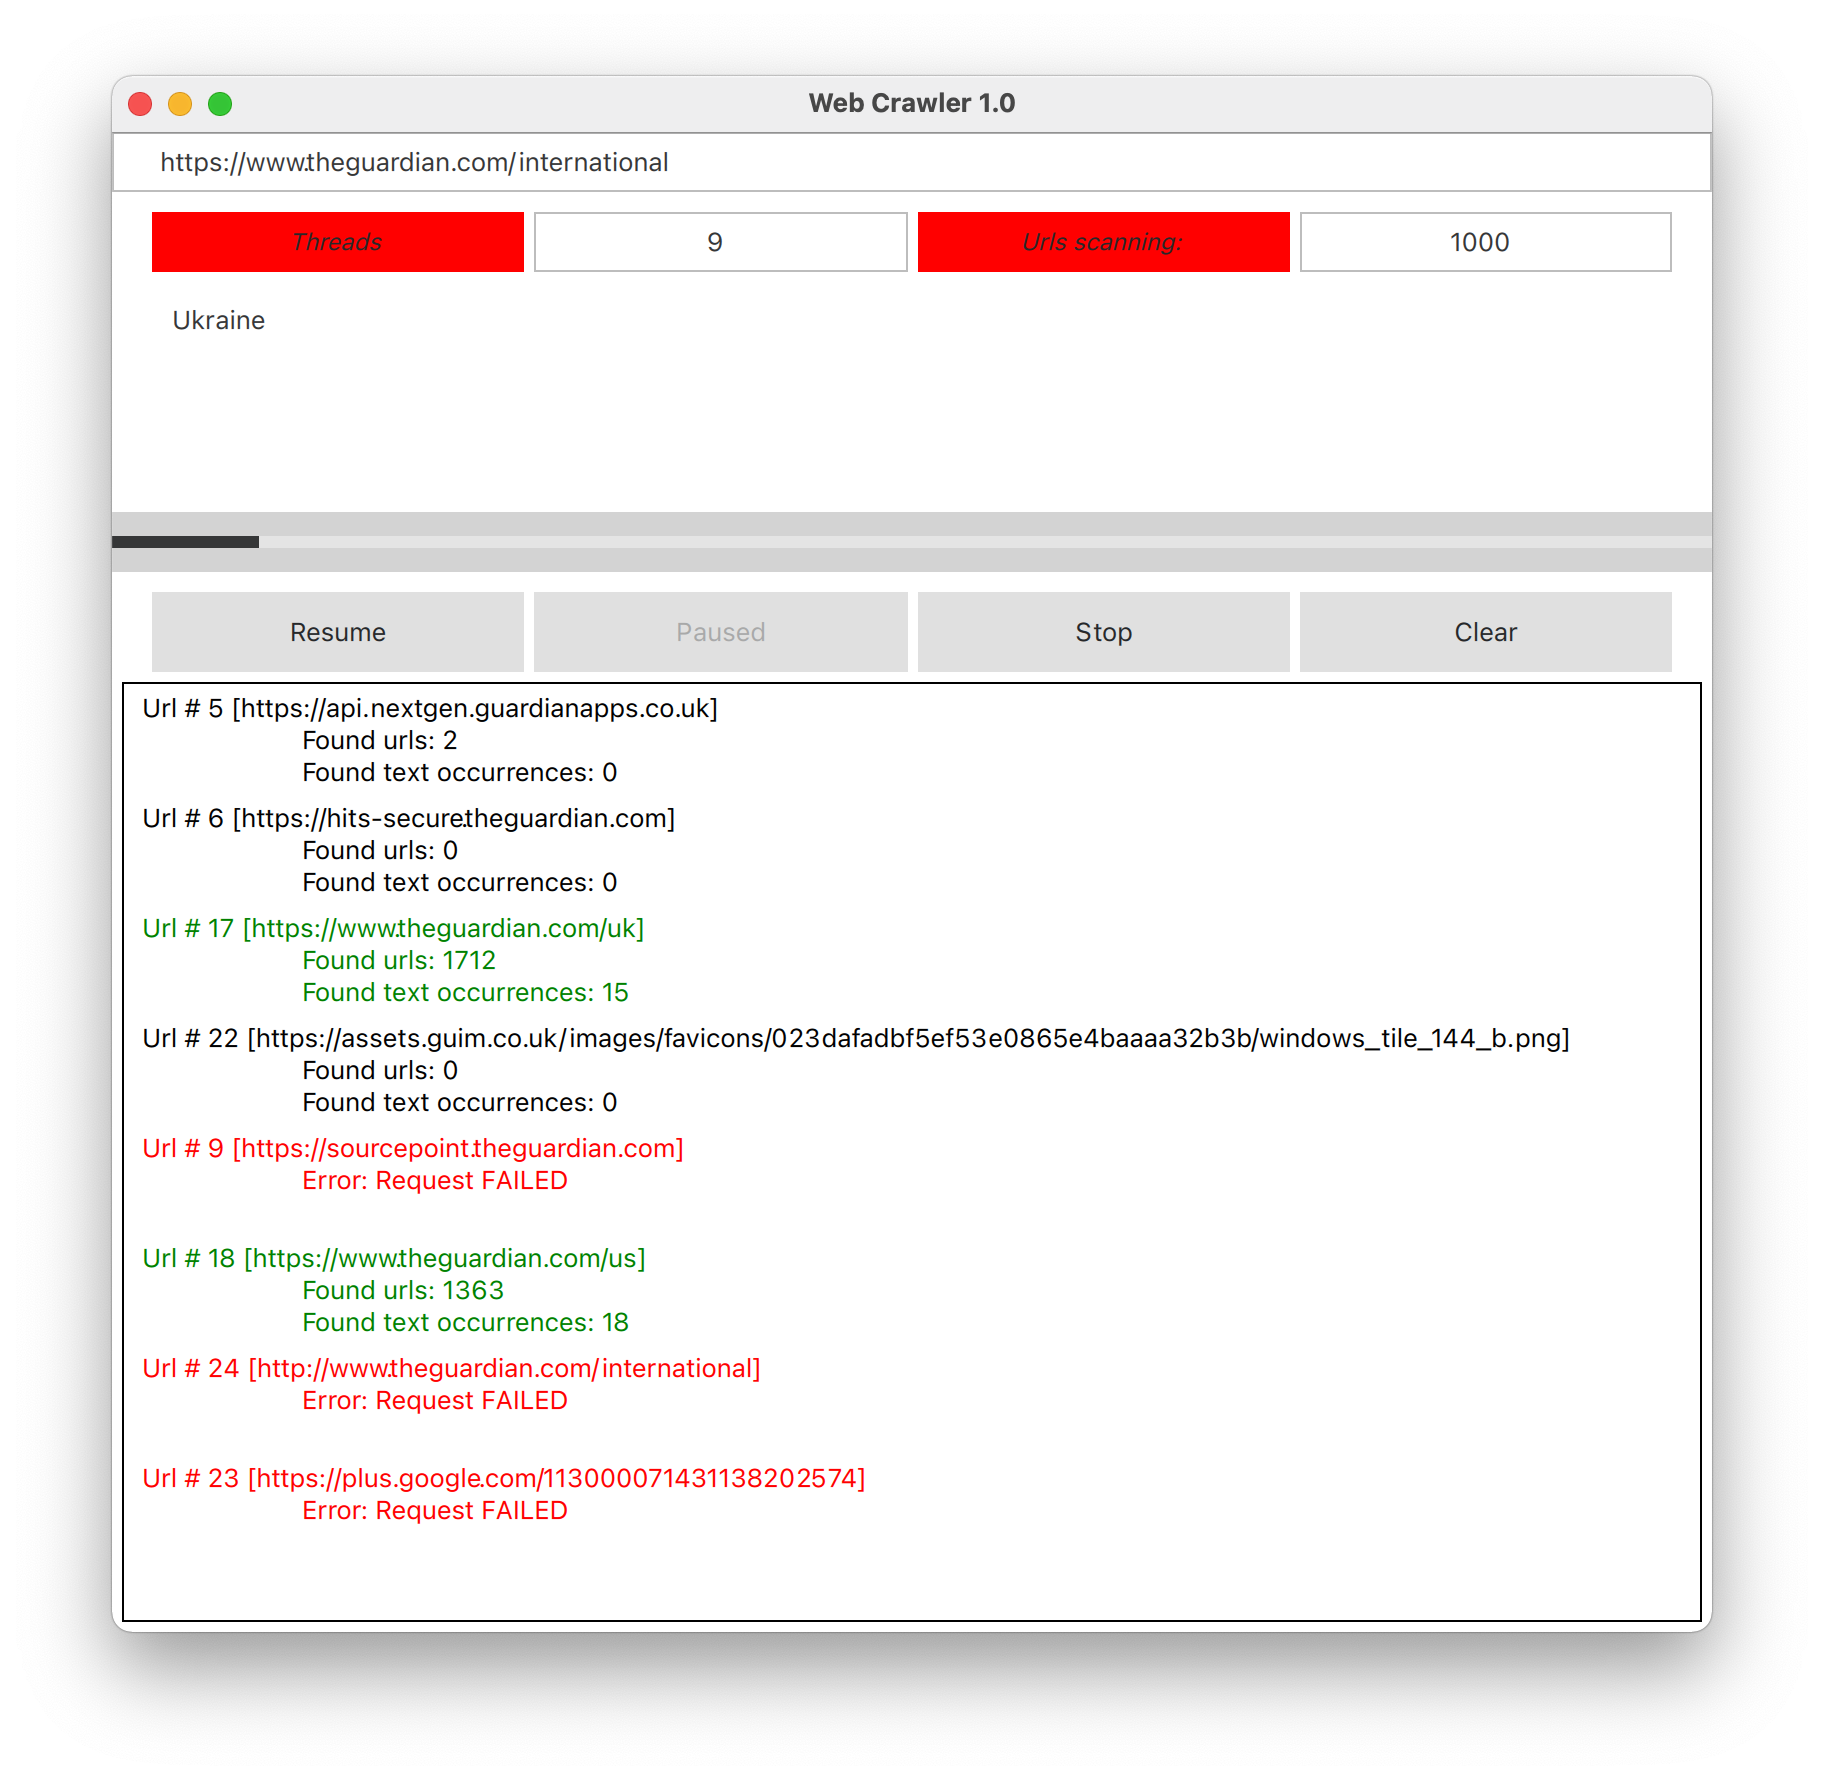 Web Crawler 1.0
https://www.theguardian.com/international
Threads 9 Urls scanning: 1000
Ukraine
Resume Paused Stop Clear
Url # 5 [https://api.nextgen.guardianapps.co.uk]
Found urls: 2
Found text occurrences: 0
Url # 6 [https://hits-secure.theguardian.com]
Found urls: 0
Found text occurrences: 0
Url # 17 [https://www.theguardian.com/uk]
Found urls: 1712
Found text occurrences: 15
Url # 22 [https://assets.guim.co.uk/images/favicons/023dafadbf5ef53e0865e4baaaa32b3b/windows_tile_144_b.png]
Found urls: 0
Found text occurrences: 0
Url # 9 [https://sourcepoint.theguardian.com]
Error: Request FAILED
Url # 18 [https://www.theguardian.com/us]
Found urls: 1363
Found text occurrences: 18
Url # 24 [http://www.theguardian.com/international]
Error: Request FAILED
Url # 23 [https://plus.google.com/113000071431138202574]
Error: Request FAILED